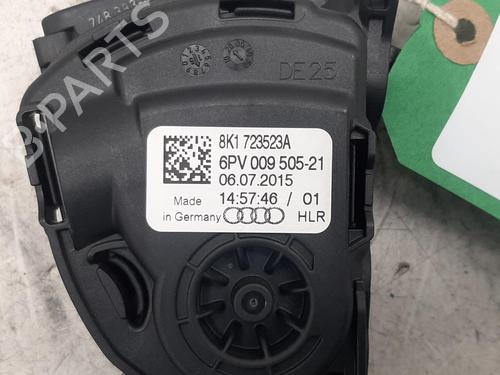 DE25
8K1 723523A
6PV 009 505-21
06.07.2015
Made 14:57:46 / 01
in Germany HLR
B-PARTS